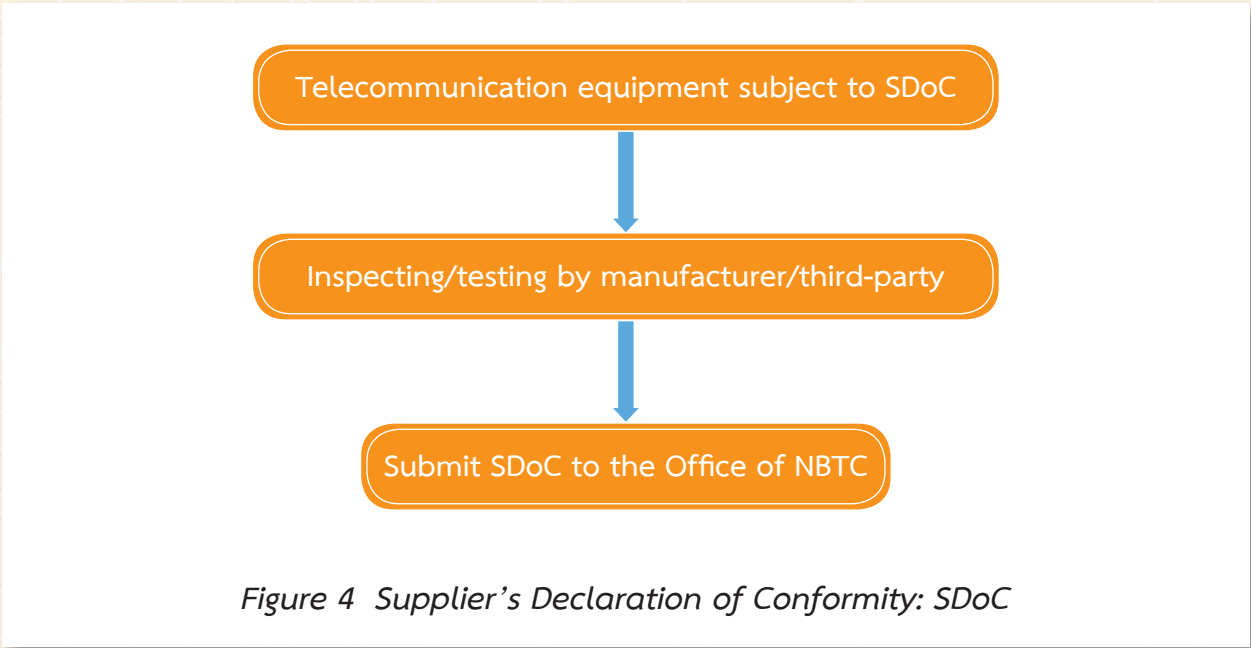 Telecommunication equipment subject to SDoC
Inspecting/testing by manufacturer/third-party
Submit SDoC to the Office of NBTC
Figure 4 Supplier's Declaration of Conformity: SDoC